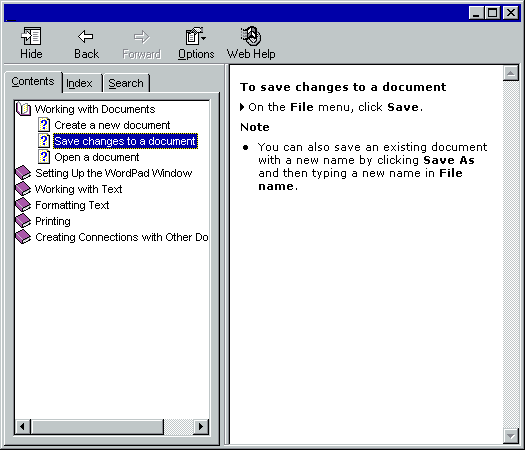 Hide Back Forward Options Web Help
Contents Index Search
Working with Documents
Create a new document
Save changes to a document
Open a document
Setting Up the WordPad Window
Working with Text
Formatting Text
Printing
Creating Connections with Other Do
To save changes to a document
On the File menu, click Save.
Note
• You can also save an existing document
with a new name by clicking Save As
and then typing a new name in File
name.